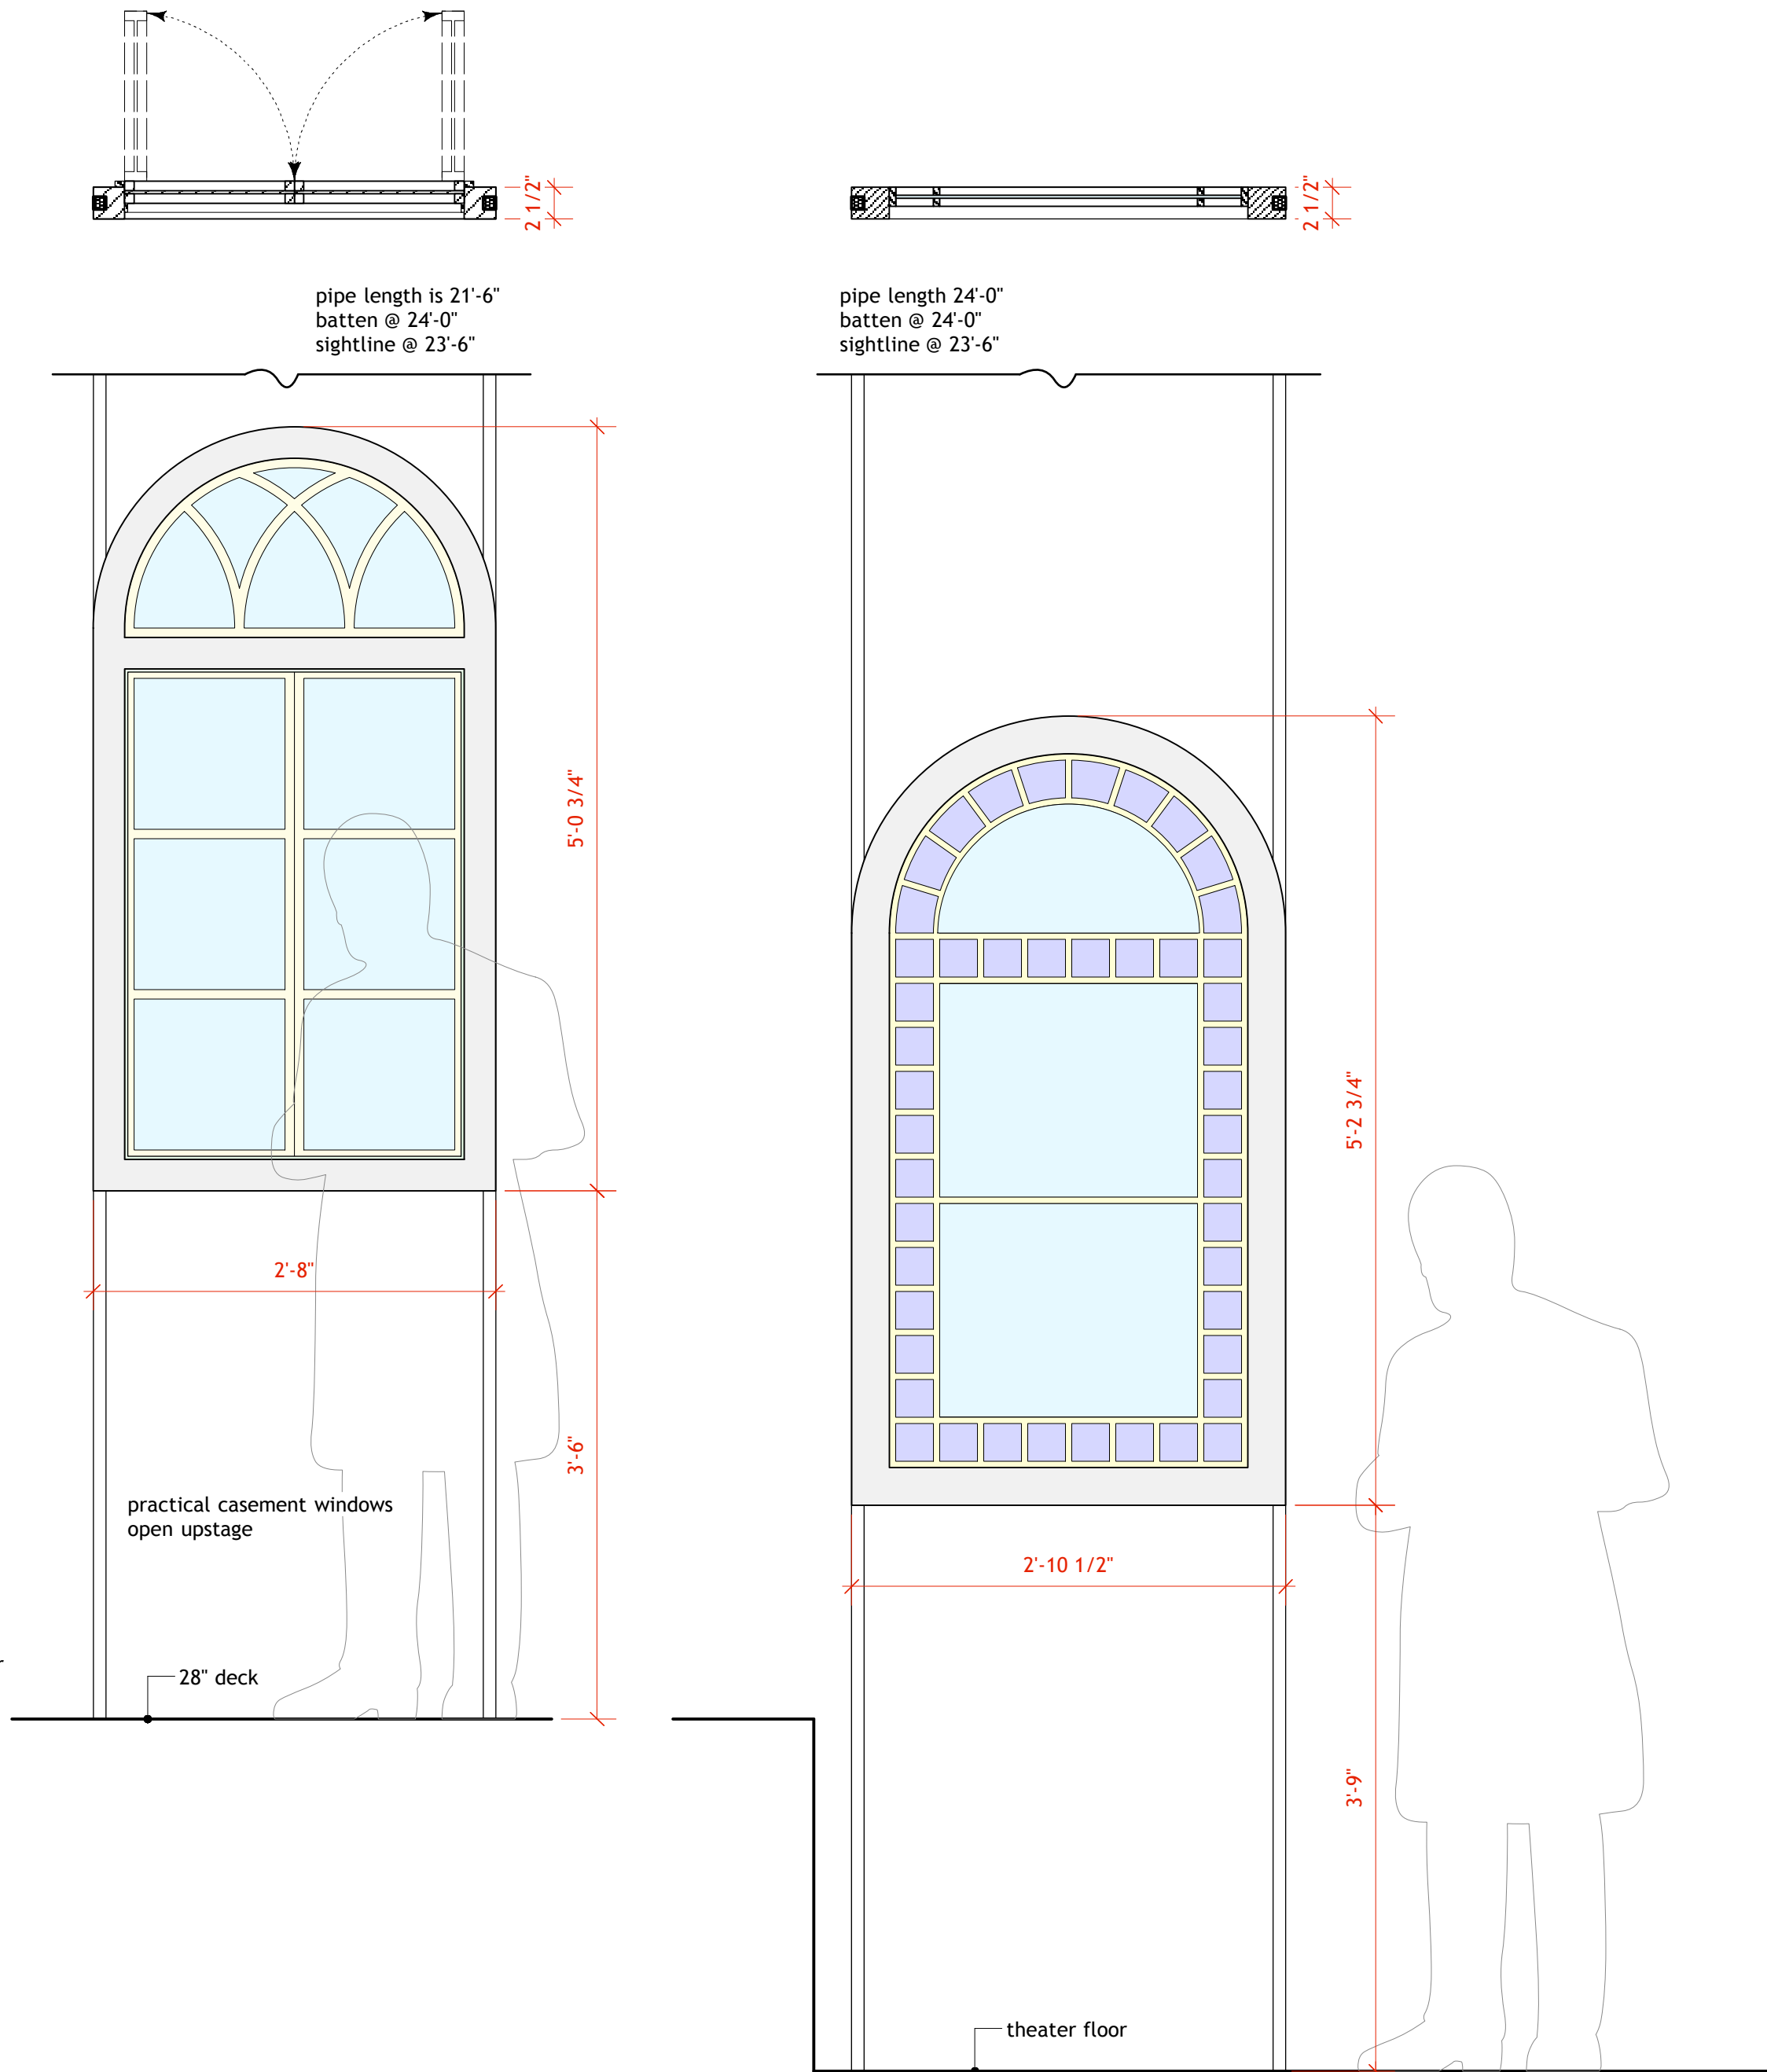 2 1/2"
2 1/2"
pipe length is 21'-6"
batten @ 24'-0"
sightline @ 23'-6"
pipe length 24'-0"
batten @ 24'-0"
sightline @ 23'-6"
5'-0 3/4"
5'-2 3/4"
2'-8"
3'-6"
practical casement windows
open upstage
2'-10 1/2"
28" deck
3'-9"
theater floor